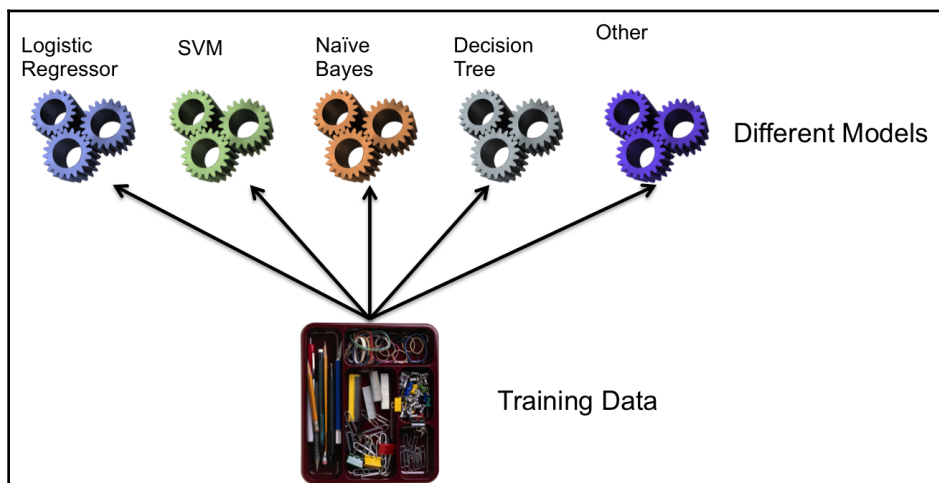 Logistic
Regressor
SVM
Naïve
Bayes
Decision
Tree
Other
Different Models
Training Data